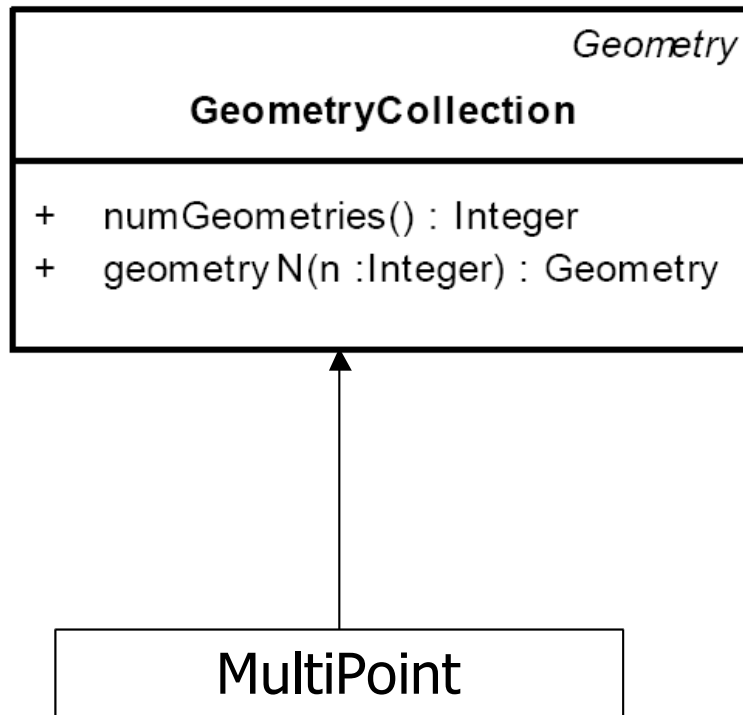 Geometry
GeometryCollection
+ numGeometries() : Integer
+ geometryN(n :Integer) : Geometry
MultiPoint